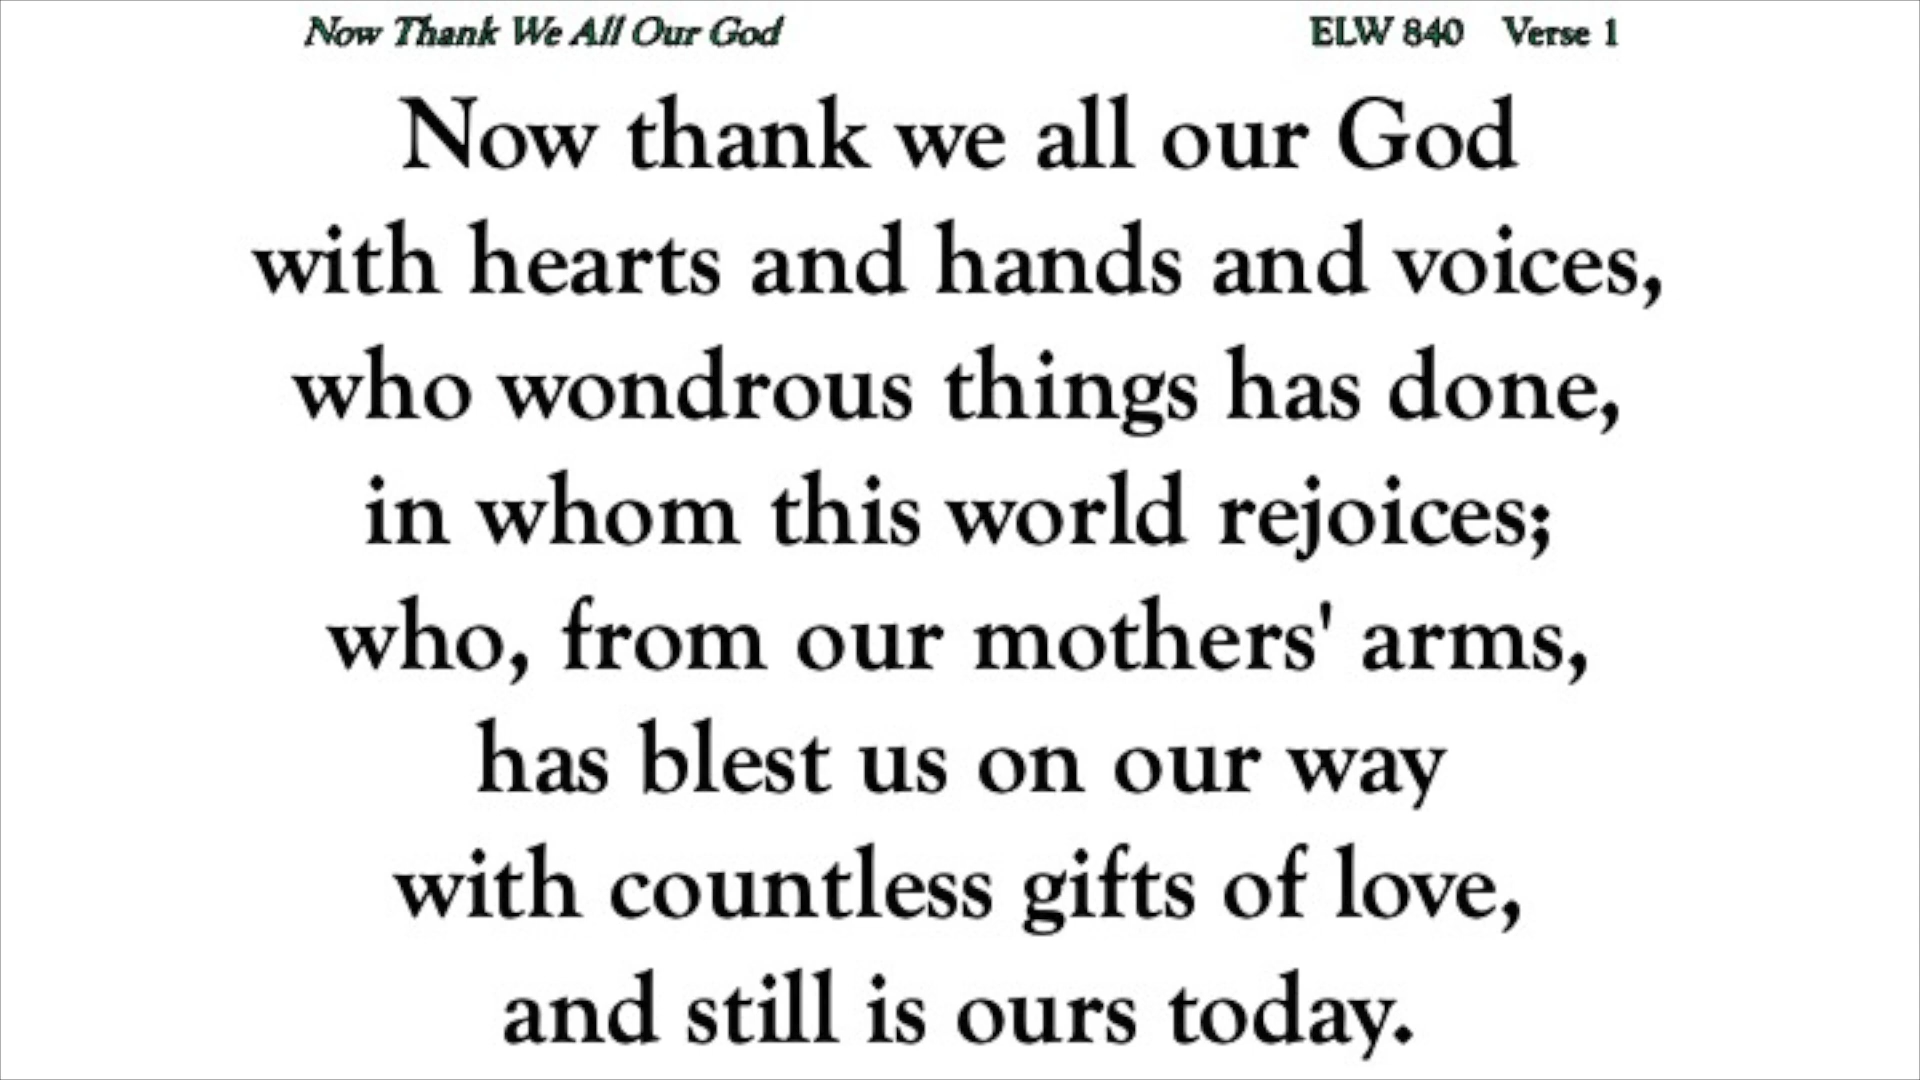 Now Thank We All Our God ELW 840 Verse 1
Now thank we all our God
with hearts and hands and voices,
who wondrous things has done,
in whom this world rejoices;
who, from our mothers' arms,
has blest us on our way
with countless gifts of love,
and still is ours today.